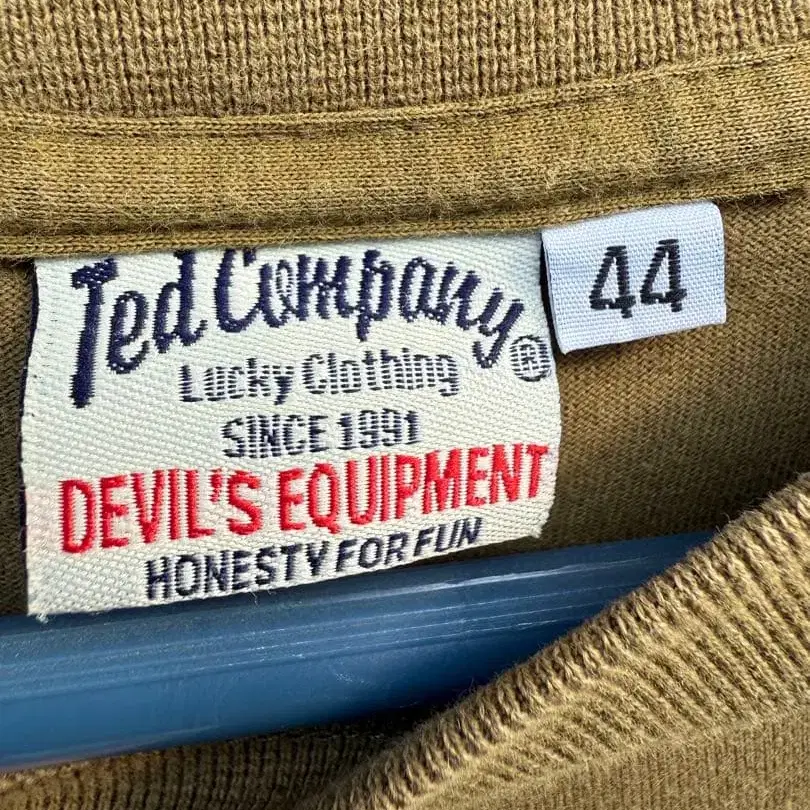 Ted Company
Lucky Clothing ®
SINCE 1991
DEVIL'S EQUIPMENT
HONESTY FOR FUN
44